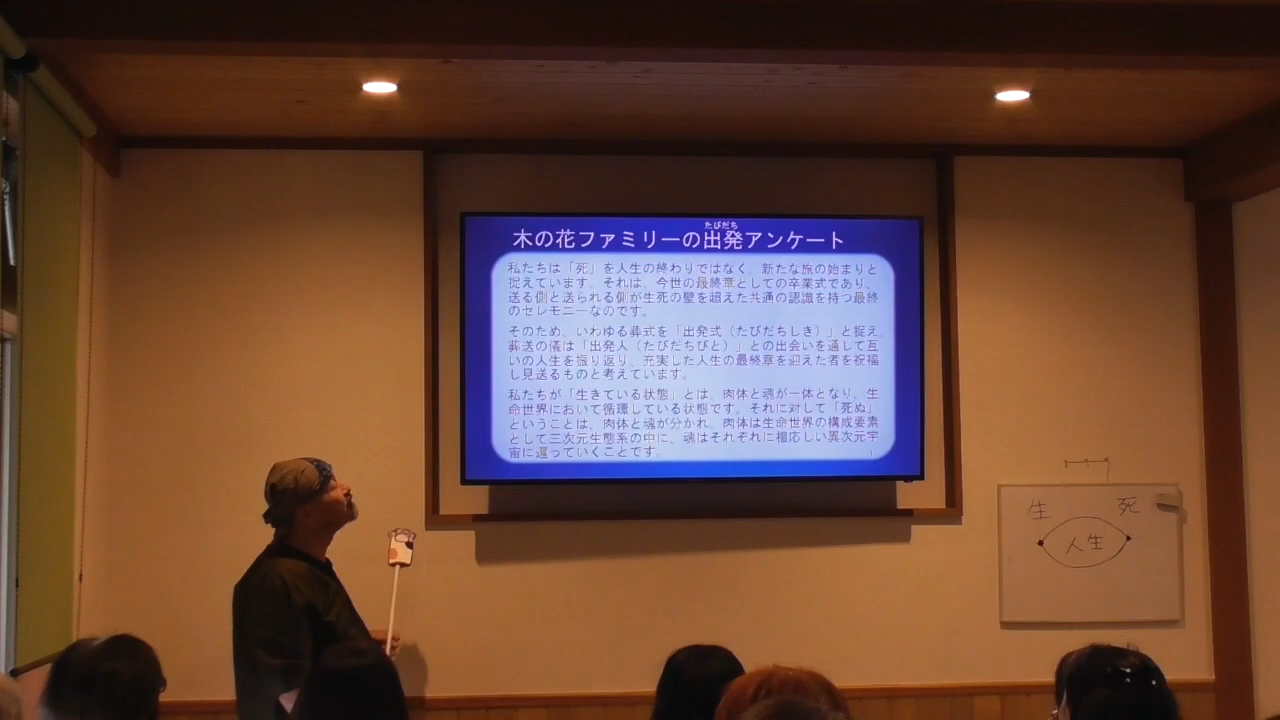 たびだち
木の花ファミリーの出発アンケート
私たちは「死」を人生の終わりではなく、新たな旅の始まりと
捉えています。それは、今世の最終章としての卒業式であり、
送る側と送られる側が生死の壁を超えた共通の認識を持つ最終
のセレモニーなのです。
そのため、いわゆる葬式を「出発式（たびだちしき）」と捉え、
葬送の儀は「出発人（たびだちびと）」との出会いを通して互
いの人生を振り返り、充実した人生の最終章を迎えた者を祝福
し見送るものと考えています。
私たちが「生きている状態」とは、肉体と魂が一体となり、生
命世界において循環している状態です。それに対して「死ぬ」
ということは、肉体と魂が分かれ、肉体は生命世界の構成要素
として三次元生態系の中に、魂はそれぞれに相応しい異次元宇
宙に還っていくことです。
1
生 死
人生